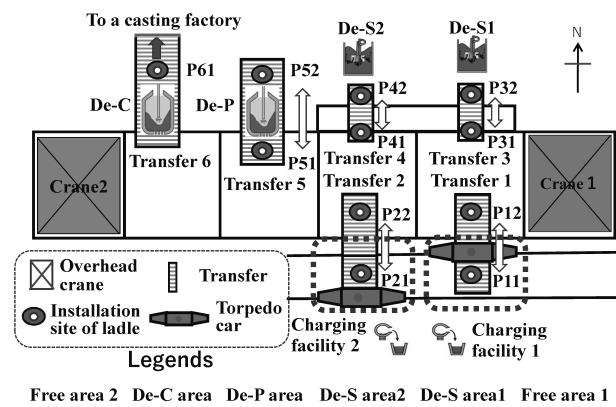 To a casting factory
De-S2
De-S1
N
P61
P52
P42
P32
De-C
De-P
P51
P41
P31
Transfer 6
Transfer 5
Transfer 4
Transfer 3
Crane2
Transfer 2
Transfer 1
Crane 1
P22
P12
P21
P11
Overhead
crane
Transfer
Installation
site of ladle
Torpedo
car
Legends
Charging
facility 2
Charging
facility 1
Free area 2 De-C area De-P area De-S area2 De-S area1 Free area 1